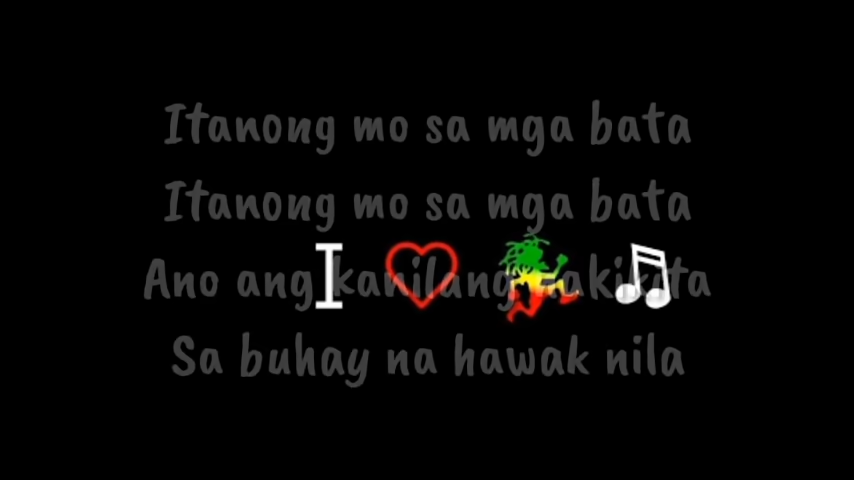 Itanong mo sa mga bata
Itanong mo sa mga bata
Ano ang kanilang nakikita
I
Sa buhay na hawak nila